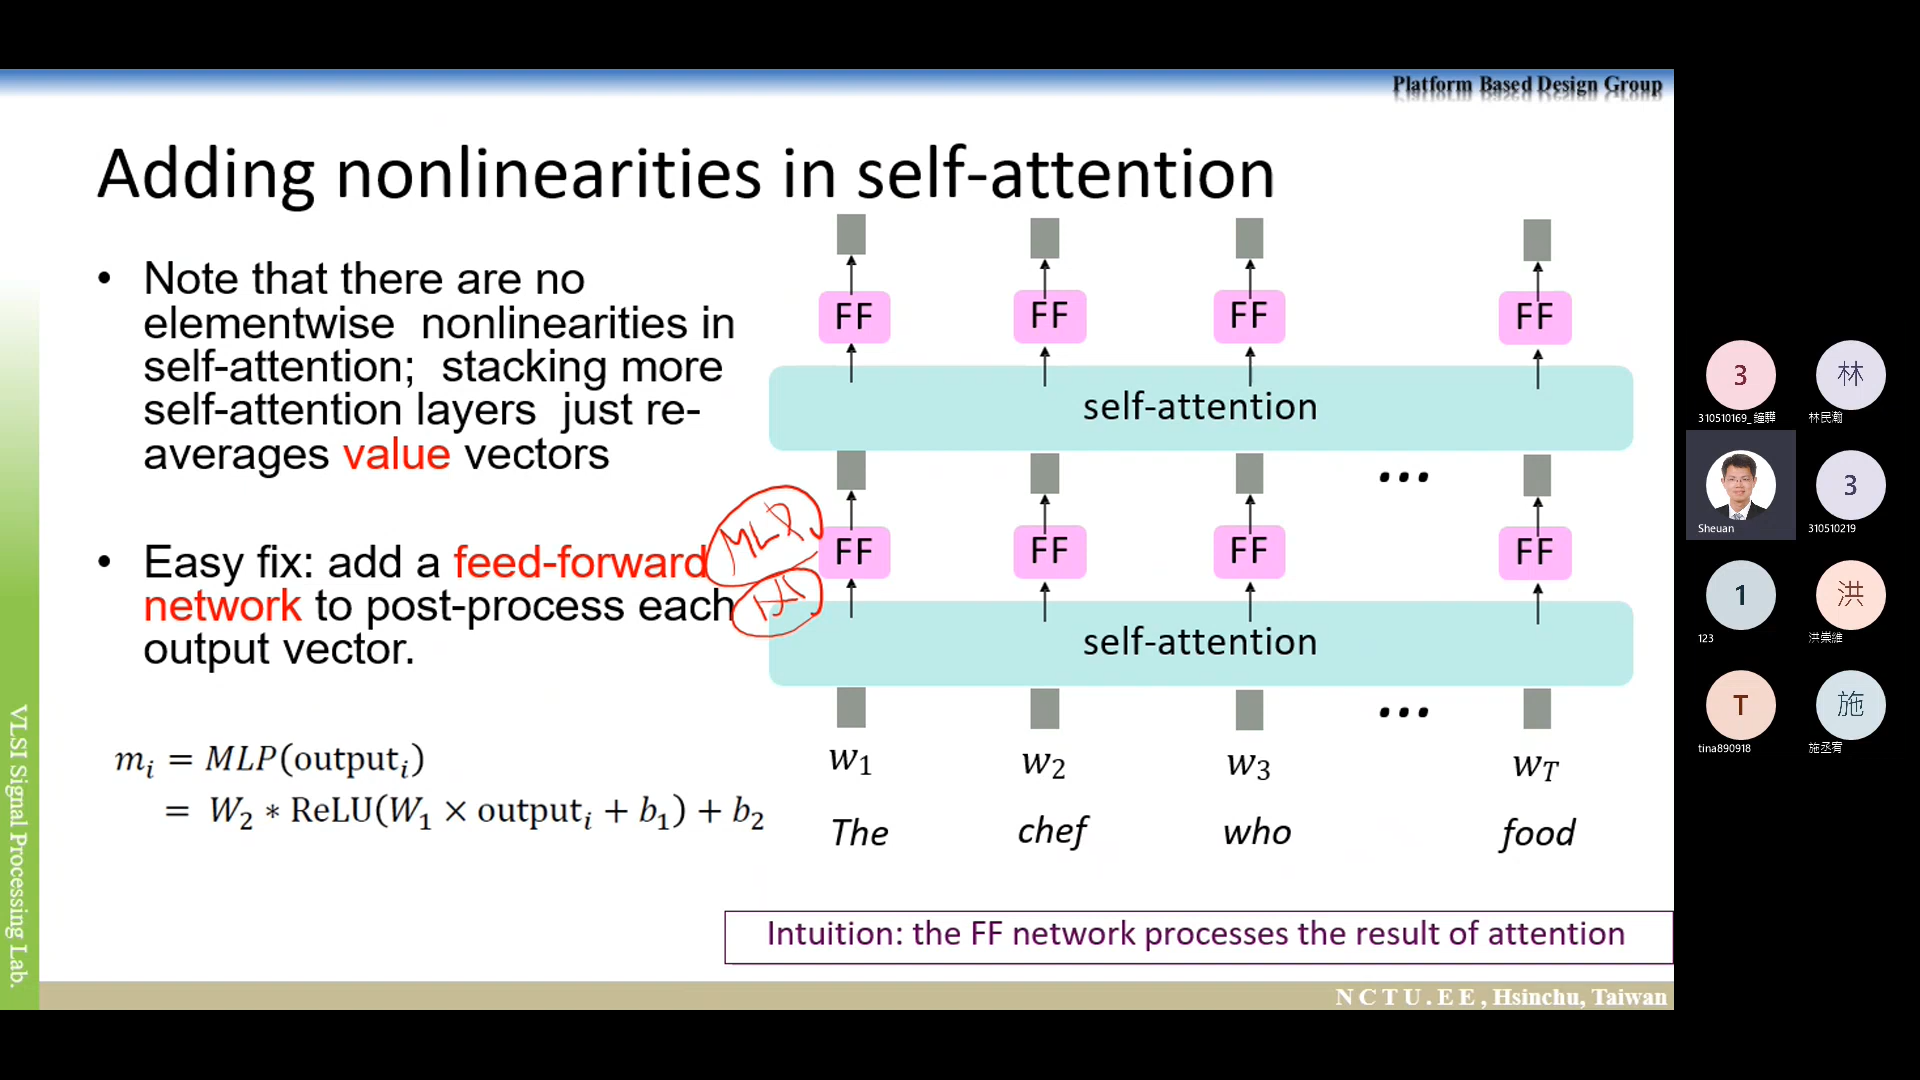 Platform Based Design Group
Adding nonlinearities in self-attention
• Note that there are no
elementwise nonlinearities in
self-attention; stacking more
self-attention layers just re-
averages value vectors
• Easy fix: add a feed-forward
network to post-process each
output vector.
MLP
1x1
m_i = MLP(output_i)
= W_2 * ReLU(W_1 × output_i + b_1) + b_2
FF FF FF FF
self-attention
...
FF FF FF FF
self-attention
...
w_1 w_2 w_3 w_T
The chef who food
Intuition: the FF network processes the result of attention
VLSI Signal Processing Lab.
N C T U . E E , Hsinchu, Taiwan
3 林
310510169_鐘驊 林民瀚
3
Sheuan 310510219
1 洪
123 洪崇維
T 施
tina890918 施丞宥